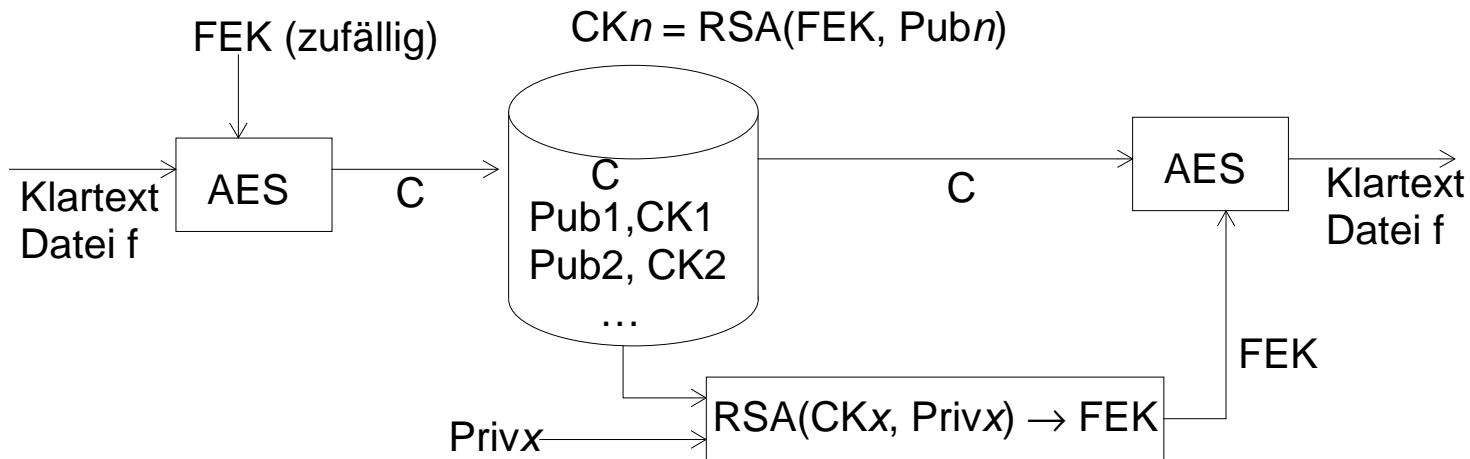 FEK (zufällig)
CKn = RSA(FEK, Pubn)
Klartext
Datei f
AES
C
C
Pub1,CK1
Pub2, CK2
…
C
AES
Klartext
Datei f
FEK
Privx
RSA(CKx, Privx) → FEK